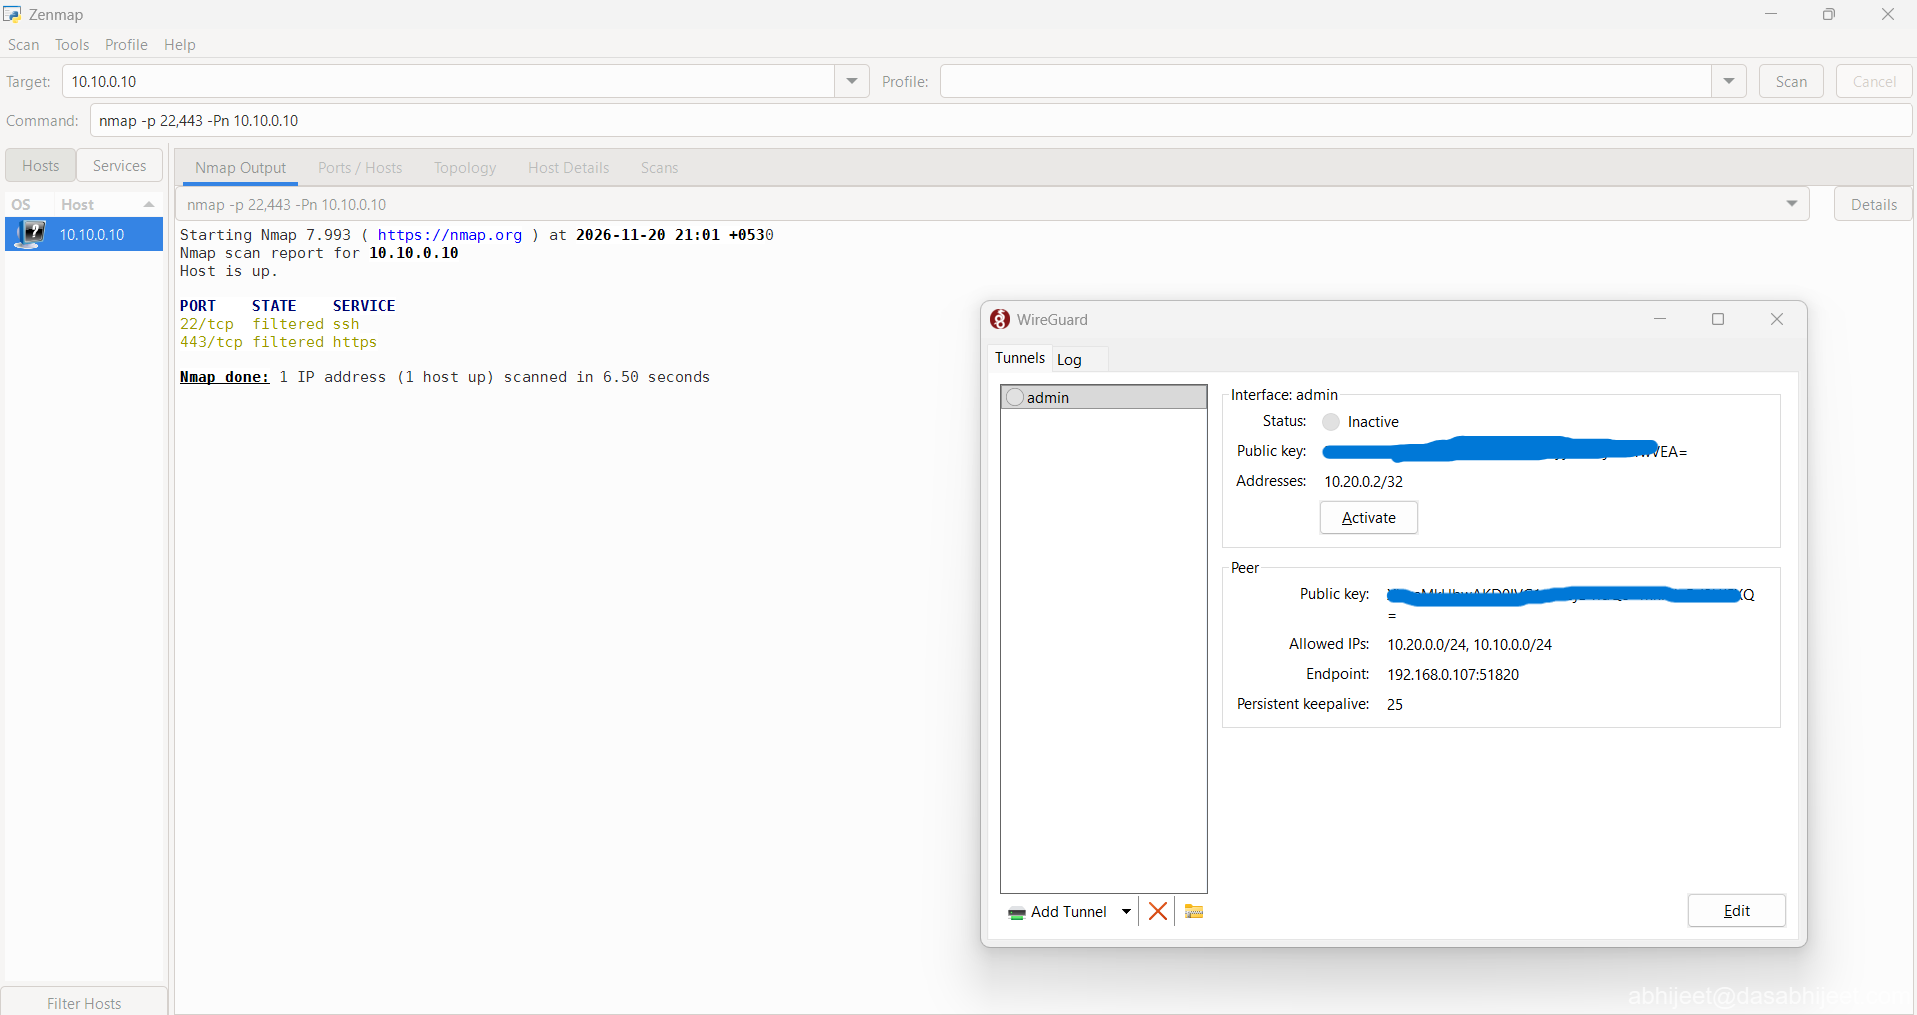 Zenmap
Scan Tools Profile Help
Target: 10.10.0.10 Profile: Scan Cancel
Command: nmap -p 22,443 -Pn 10.10.0.10
Hosts Services
Nmap Output Ports / Hosts Topology Host Details Scans
OS Host
nmap -p 22,443 -Pn 10.10.0.10 Details
10.10.0.10
Starting Nmap 7.993 ( https://nmap.org ) at 2026-11-20 21:01 +0530
Nmap scan report for 10.10.0.10
Host is up.
PORT STATE SERVICE
22/tcp filtered ssh
443/tcp filtered https
Nmap done: 1 IP address (1 host up) scanned in 6.50 seconds
Filter Hosts
WireGuard
Tunnels Log
admin
Interface: admin
Status: Inactive
Public key: VEA=
Addresses: 10.20.0.2/32
Activate
Peer
Public key:
=
Allowed IPs: 10.20.0.0/24, 10.10.0.0/24
Endpoint: 192.168.0.107:51820
Persistent keepalive: 25
Add Tunnel
Edit